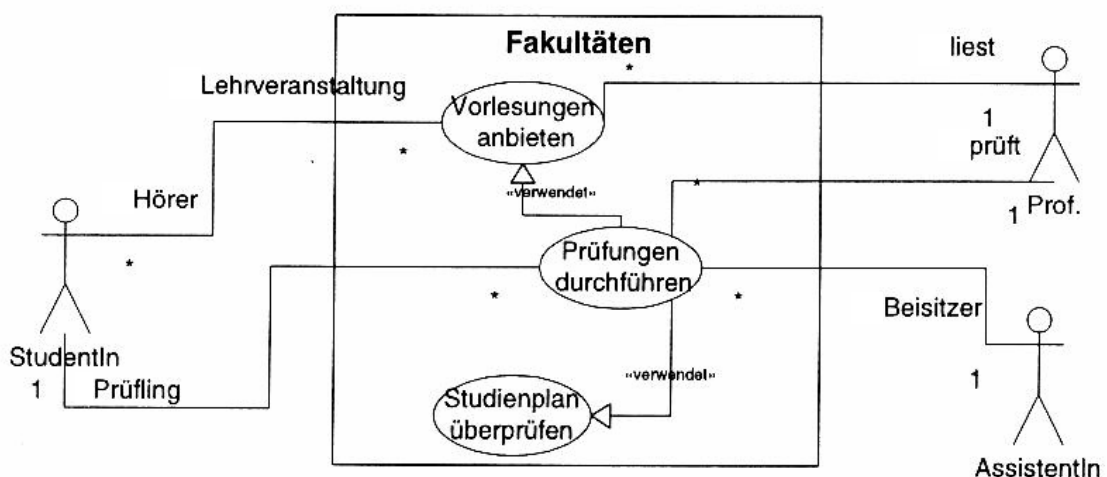 Fakultäten
liest
*
Lehrveranstaltung
Vorlesungen
anbieten
*
1
prüft
«verwendet»
*
Hörer
1
Prof.
*
Prüfungen
durchführen
*
*
Beisitzer
StudentIn
1
Prüfling
«verwendet»
1
Studienplan
überprüfen
AssistentIn